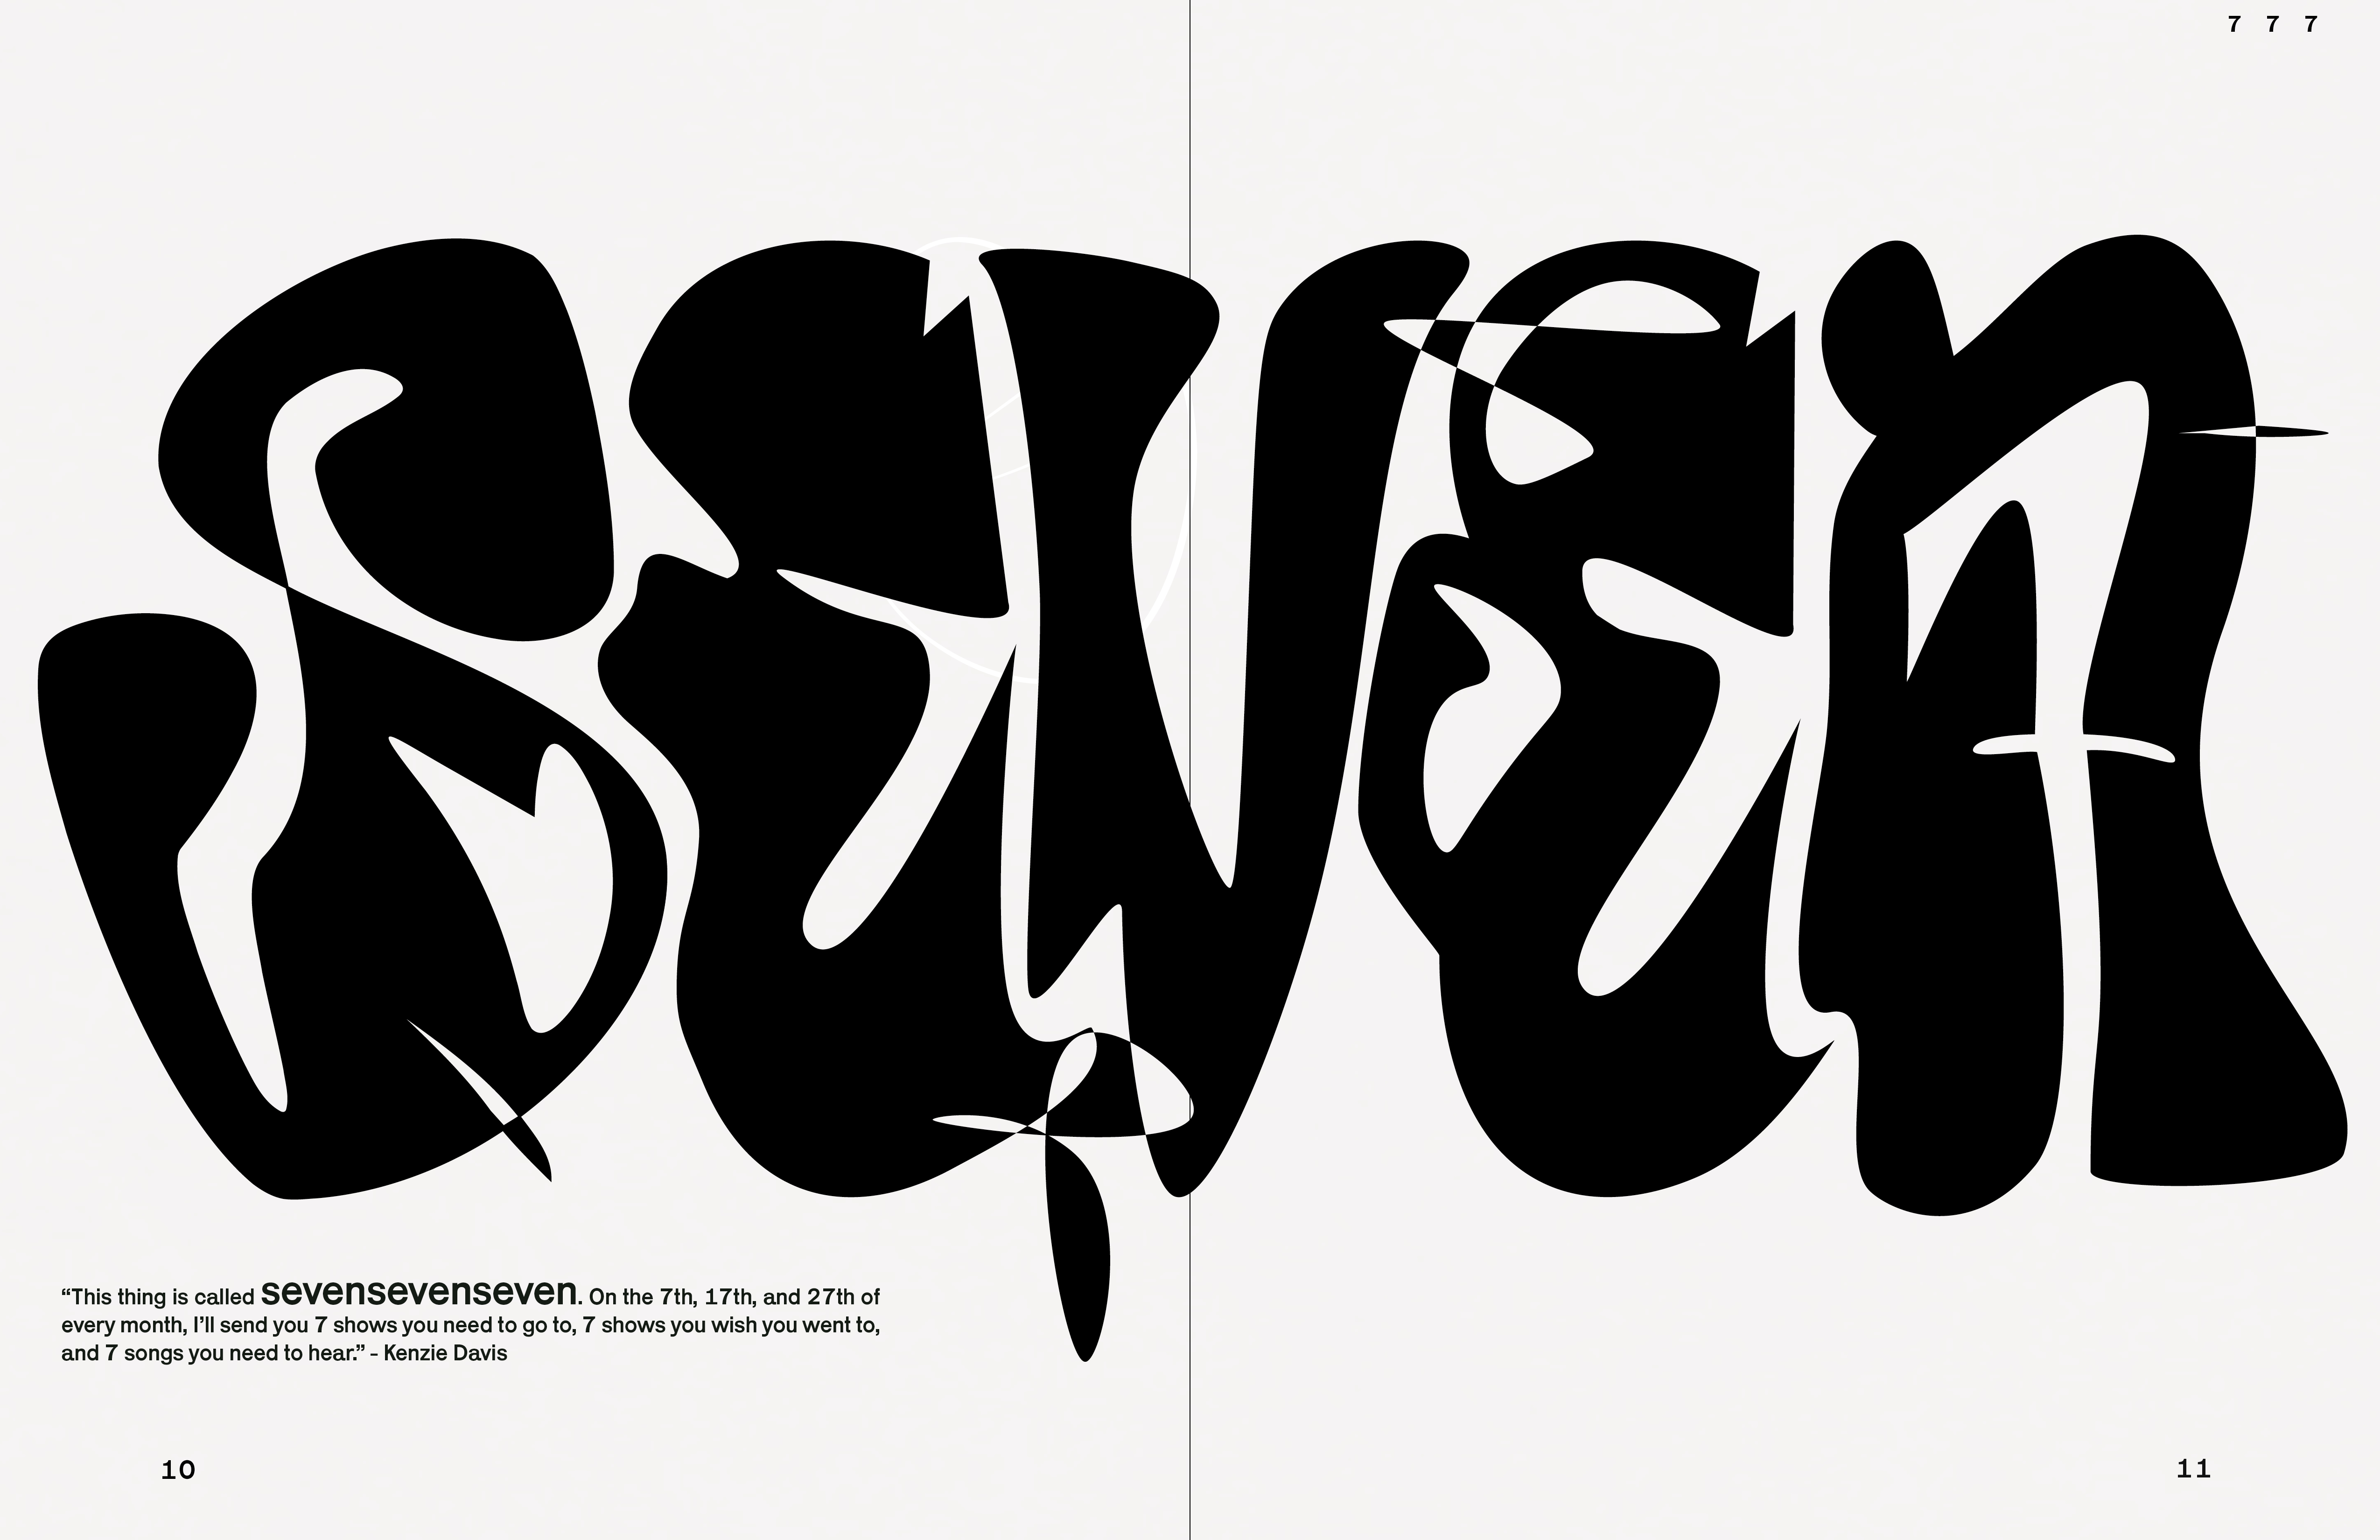 7 7 7
SEVEN
“This thing is called sevensevenseven. On the 7th, 17th, and 27th of
every month, I’ll send you 7 shows you need to go to, 7 shows you wish you went to,
and 7 songs you need to hear.” - Kenzie Davis
10
11